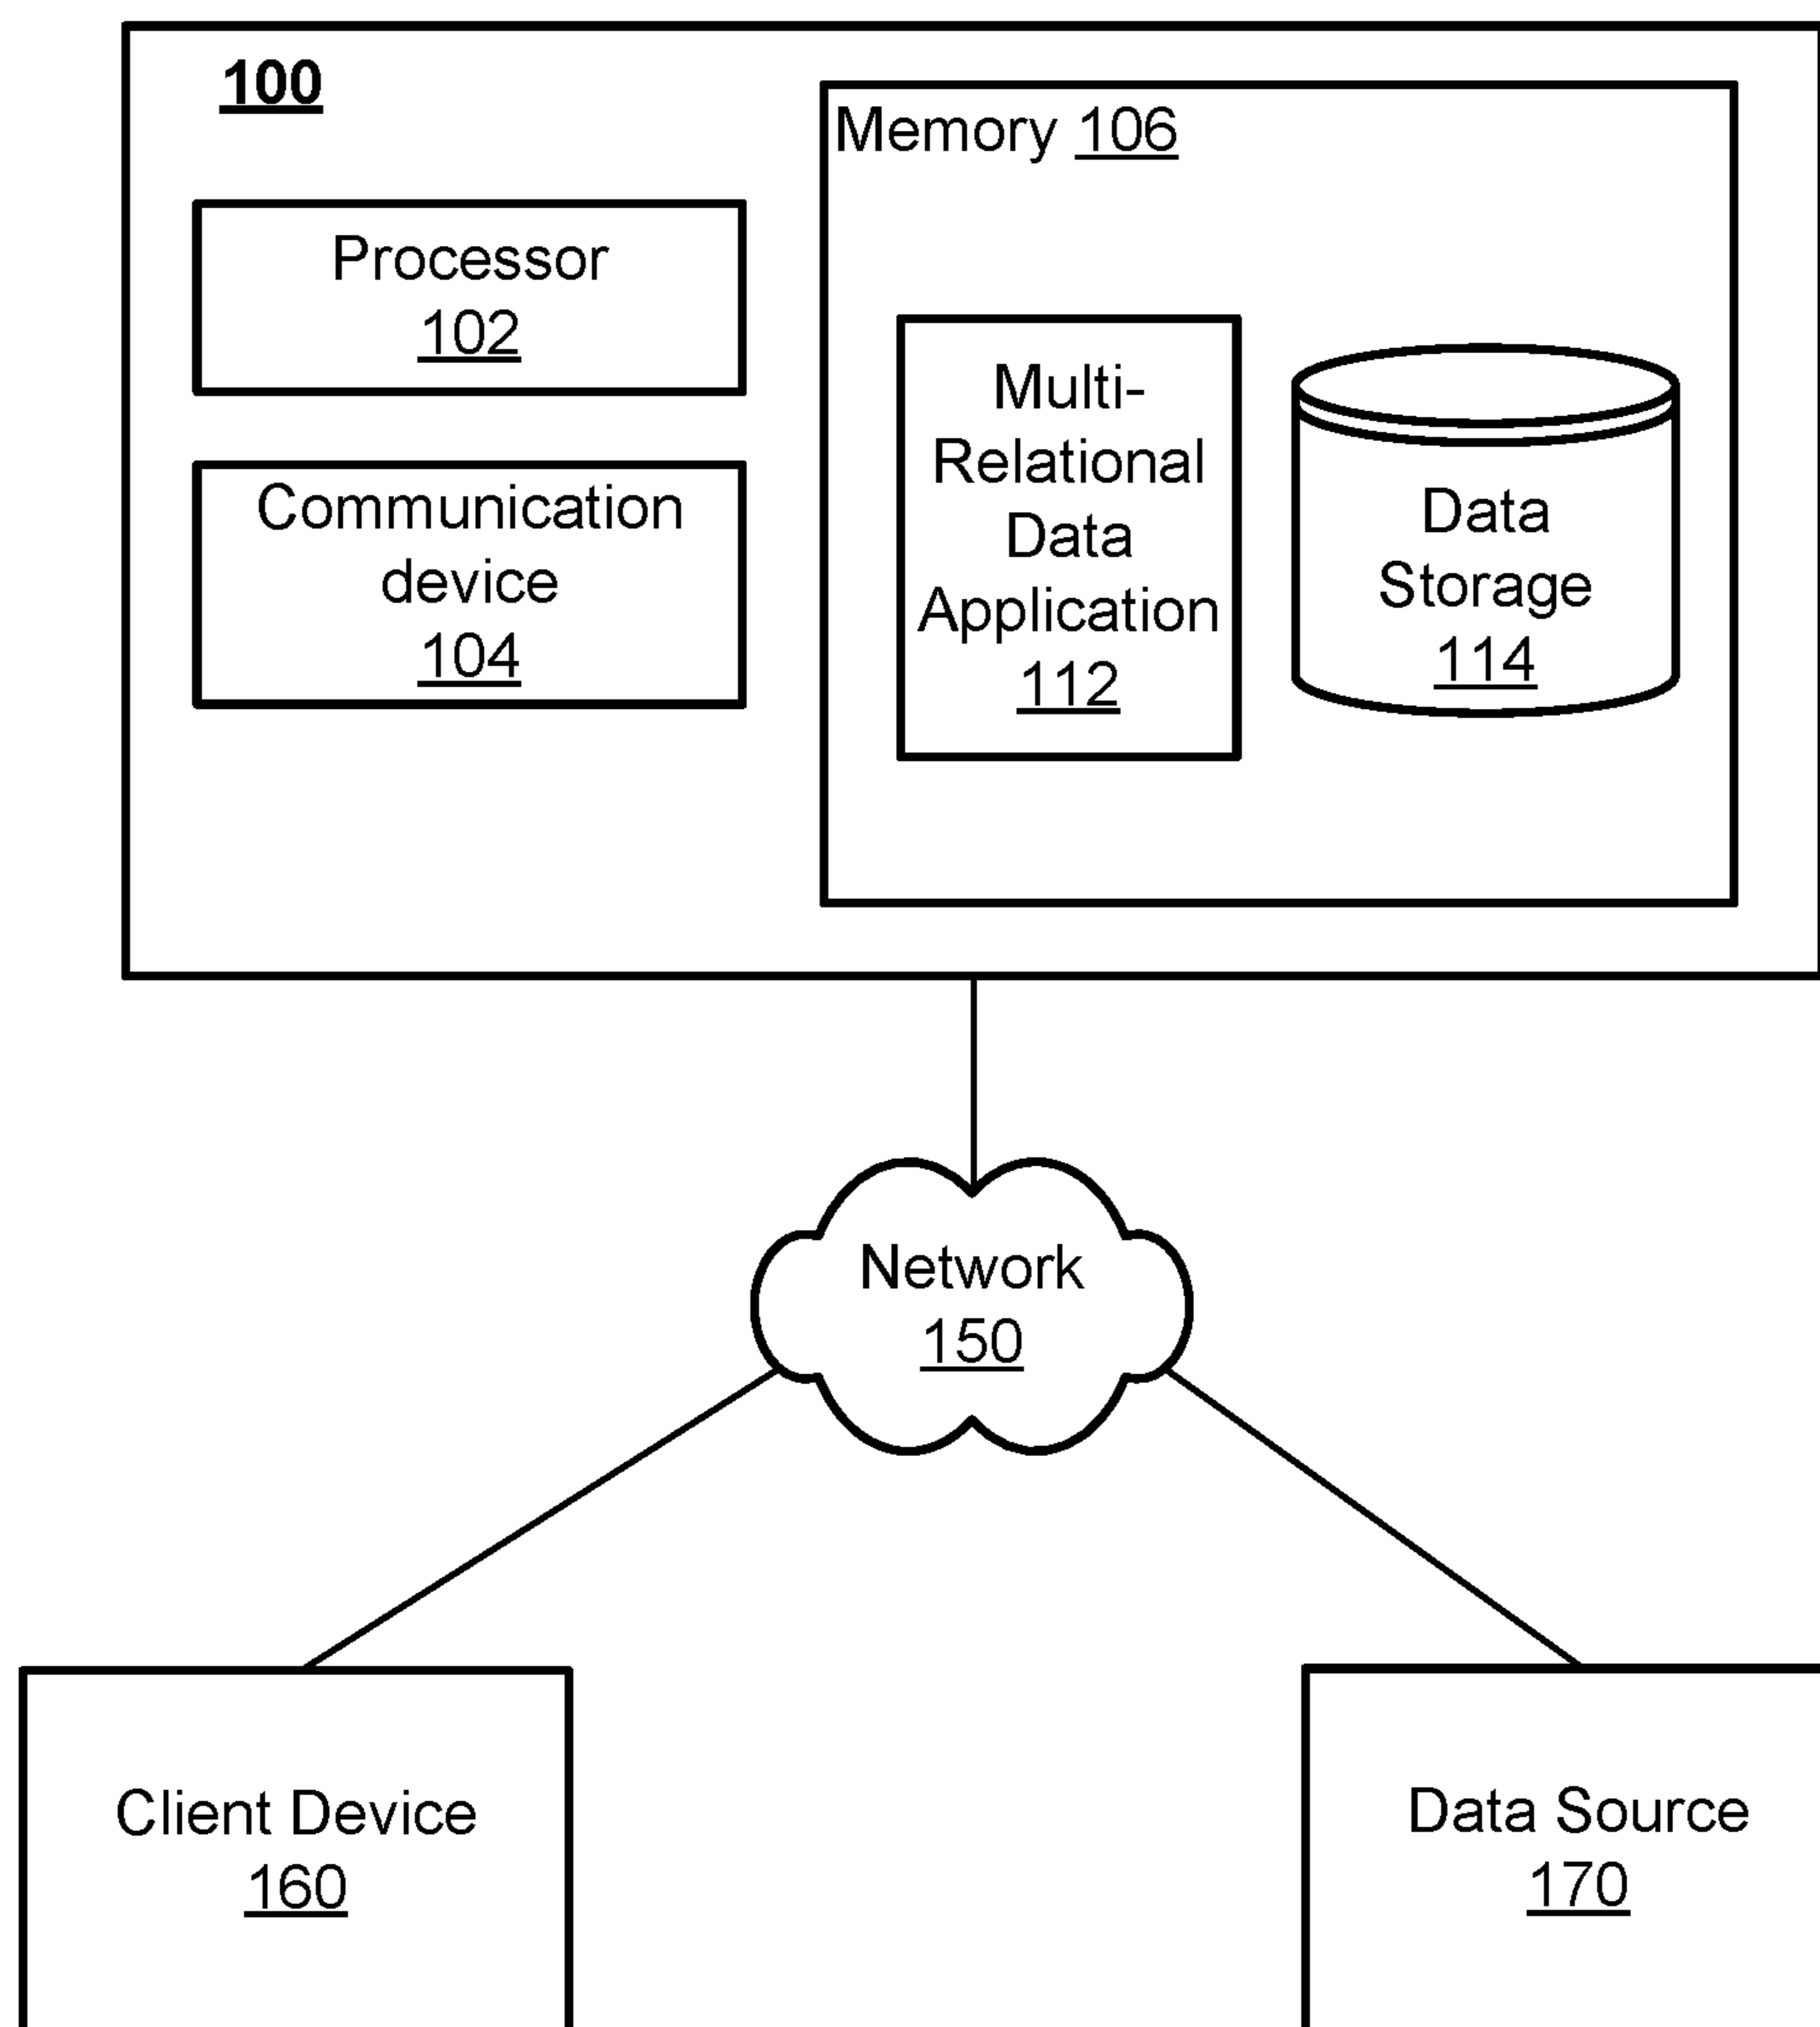 100
Memory 106
Processor
102
Communication
device
104
Multi-
Relational
Data
Application
112
Data
Storage
114
Network
150
Client Device
160
Data Source
170